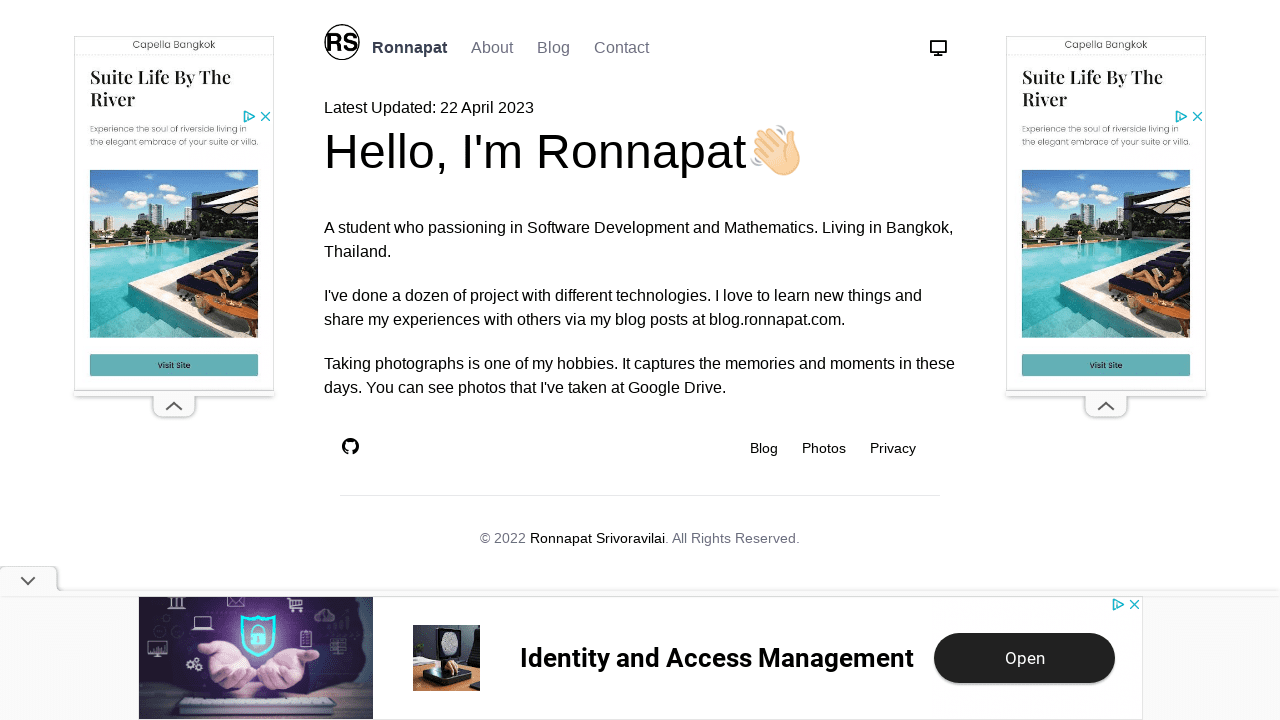 RS
Ronnapat
About
Blog
Contact
Latest Updated: 22 April 2023
Hello, I'm Ronnapat👋🏻
A student who passioning in Software Development and Mathematics. Living in Bangkok,
Thailand.
I've done a dozen of project with different technologies. I love to learn new things and
share my experiences with others via my blog posts at blog.ronnapat.com.
Taking photographs is one of my hobbies. It captures the memories and moments in these
days. You can see photos that I've taken at Google Drive.
Blog
Photos
Privacy
© 2022 Ronnapat Srivoravilai. All Rights Reserved.
Capella Bangkok
Suite Life By The
River
Experience the soul of riverside living in
the elegant embrace of your suite or villa.
Visit Site
Capella Bangkok
Suite Life By The
River
Experience the soul of riverside living in
the elegant embrace of your suite or villa.
Visit Site
Identity and Access Management
Open